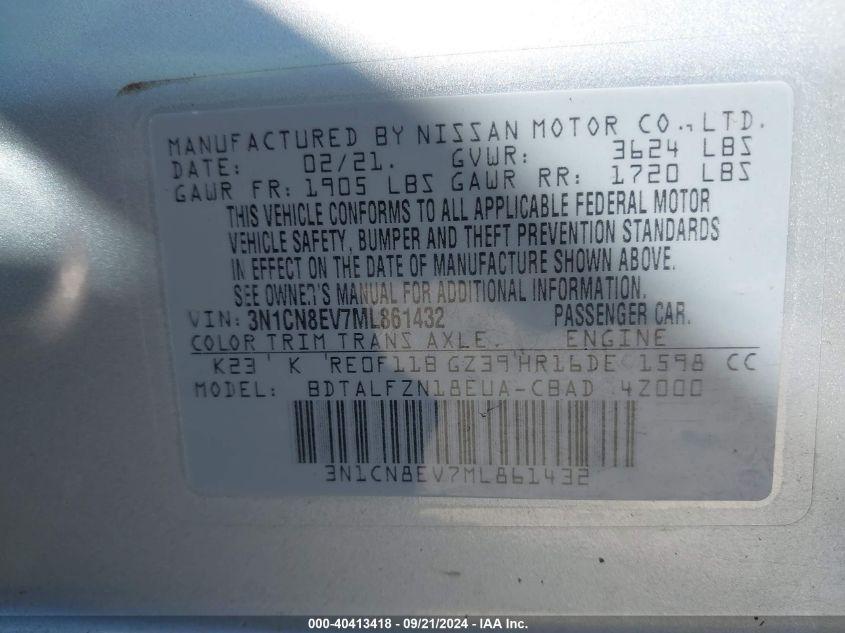 MANUFACTURED BY NISSAN MOTOR CO., LTD.
DATE: 02/21. GVWR: 3624 LBS
GAWR FR: 1905 LBS GAWR RR: 1720 LBS
THIS VEHICLE CONFORMS TO ALL APPLICABLE FEDERAL MOTOR
VEHICLE SAFETY, BUMPER AND THEFT PREVENTION STANDARDS
IN EFFECT ON THE DATE OF MANUFACTURE SHOWN ABOVE.
SEE OWNER'S MANUAL FOR ADDITIONAL INFORMATION.
VIN: 3N1CN8EV7ML861432 PASSENGER CAR.
COLOR TRIM TRANS AXLE. ENGINE
K23 K RE0F11B GZ39 HR16DE 1598 CC
MODEL: BDTALFZN18EUA-CBAD 4Z000
3N1CN8EV7ML861432
000-40413418 - 09/21/2024 - IAA, Inc.